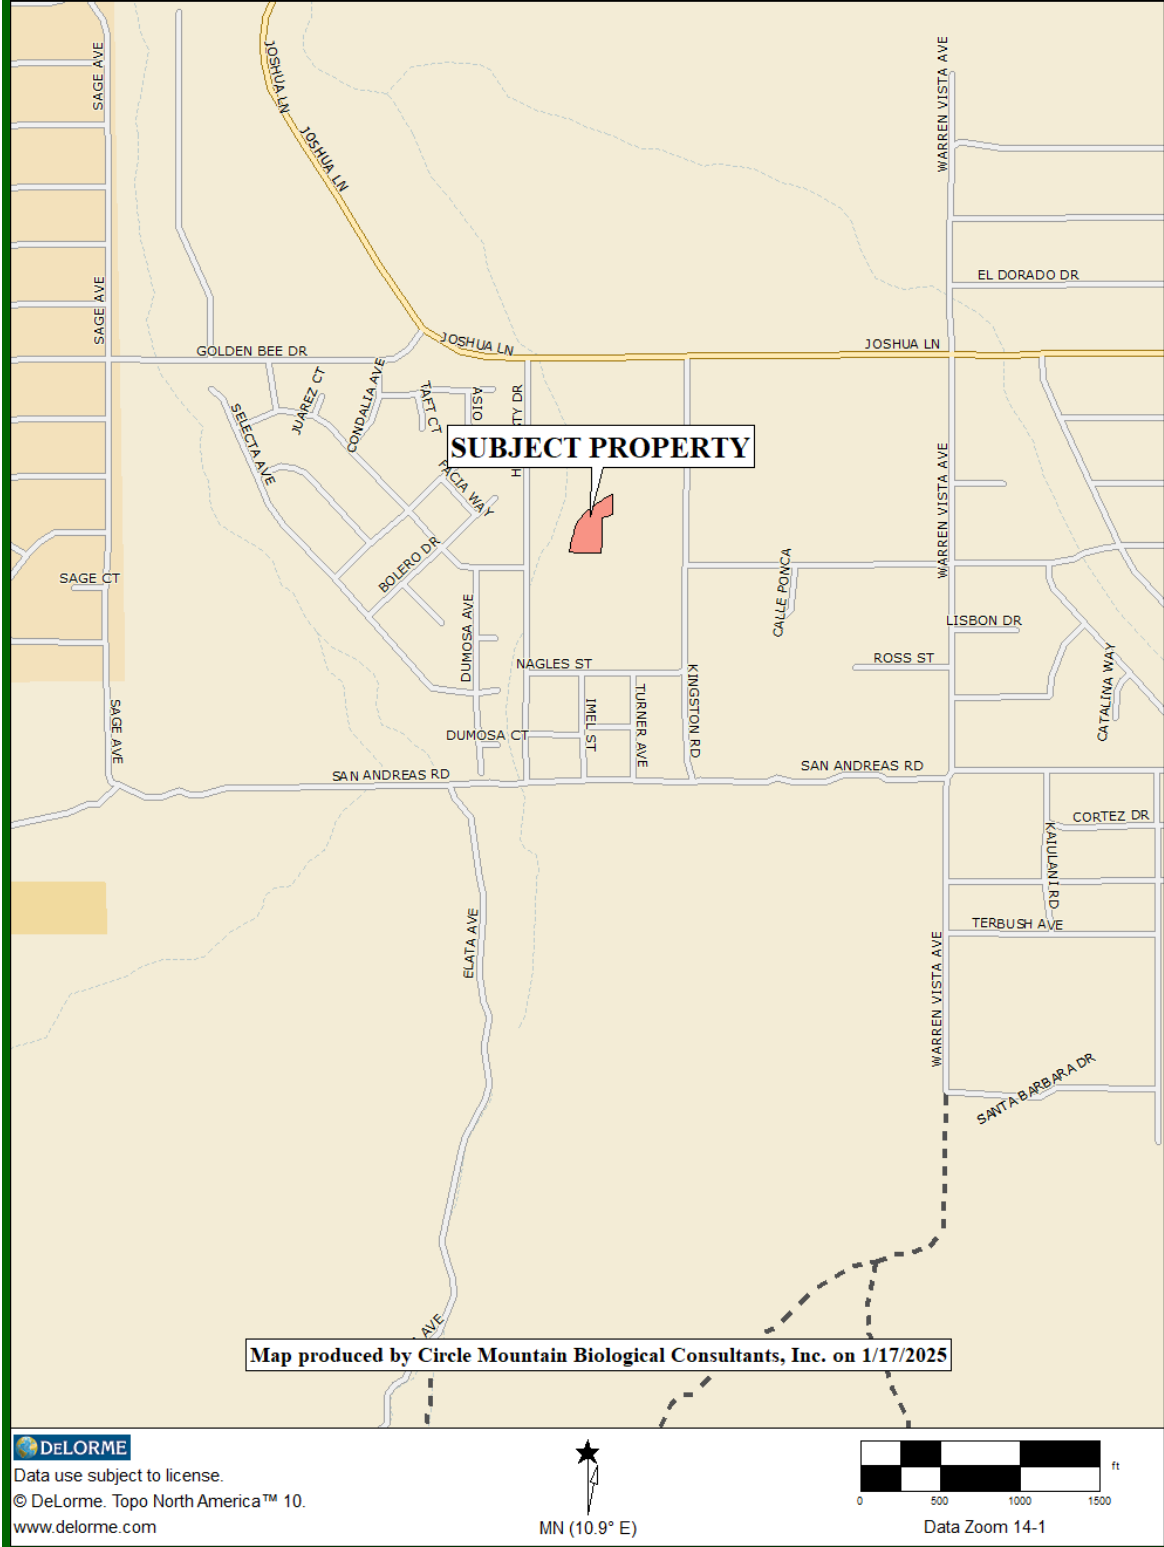 SAGE AVE
JOSHUA LN
WARREN VISTA AVE
JOSHUA LN
EL DORADO DR
SAGE AVE
JOSHUA LN
JOSHUA LN
GOLDEN BEE DR
JUAREZ CT
CONDALIA AVE
TAFT CT
ASIO
TY DR
SELECTA AVE
SUBJECT PROPERTY
H
FACIA WAY
WARREN VISTA AVE
BOLERO DR
SAGE CT
CALLE PONCA
DUMOSA AVE
LISBON DR
NAGLES ST
ROSS ST
CATALINA WAY
SAGE AVE
IMEL ST
TURNER AVE
KINGSTON RD
DUMOSA CT
SAN ANDREAS RD
SAN ANDREAS RD
CORTEZ DR
KAIULANI RD
ELATA AVE
TERBUSH AVE
WARREN VISTA AVE
SANTA BARBARA DR
AVE
Map produced by Circle Mountain Biological Consultants, Inc. on 1/17/2025
DELORME
Data use subject to license.
© DeLorme. Topo North America™ 10.
www.delorme.com
MN (10.9° E)
ft
0 500 1000 1500
Data Zoom 14-1